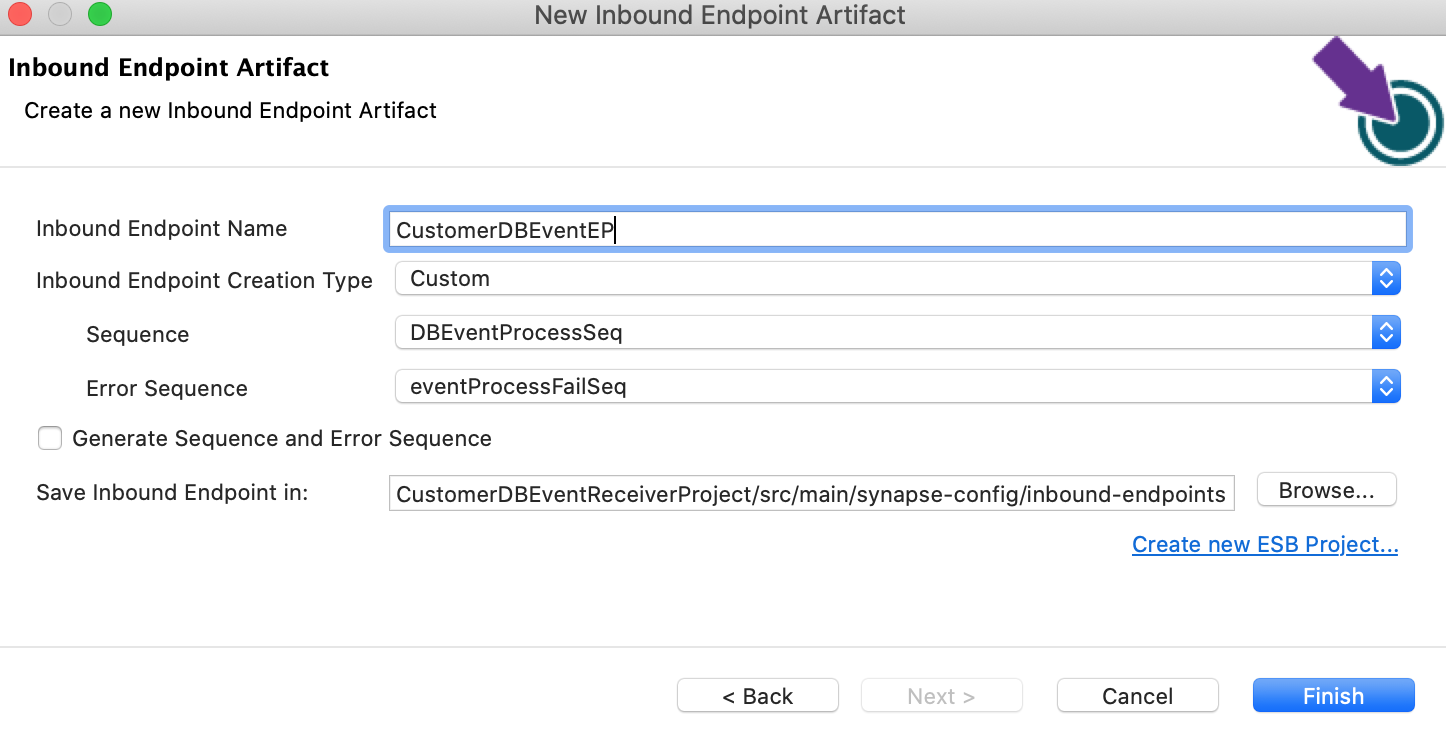 New Inbound Endpoint Artifact
Inbound Endpoint Artifact
Create a new Inbound Endpoint Artifact
Inbound Endpoint Name CustomerDBEventEP
Inbound Endpoint Creation Type Custom
Sequence DBEventProcessSeq
Error Sequence eventProcessFailSeq
Generate Sequence and Error Sequence
Save Inbound Endpoint in: CustomerDBEventReceiverProject/src/main/synapse-config/inbound-endpoints Browse...
Create new ESB Project...
< Back Next > Cancel Finish